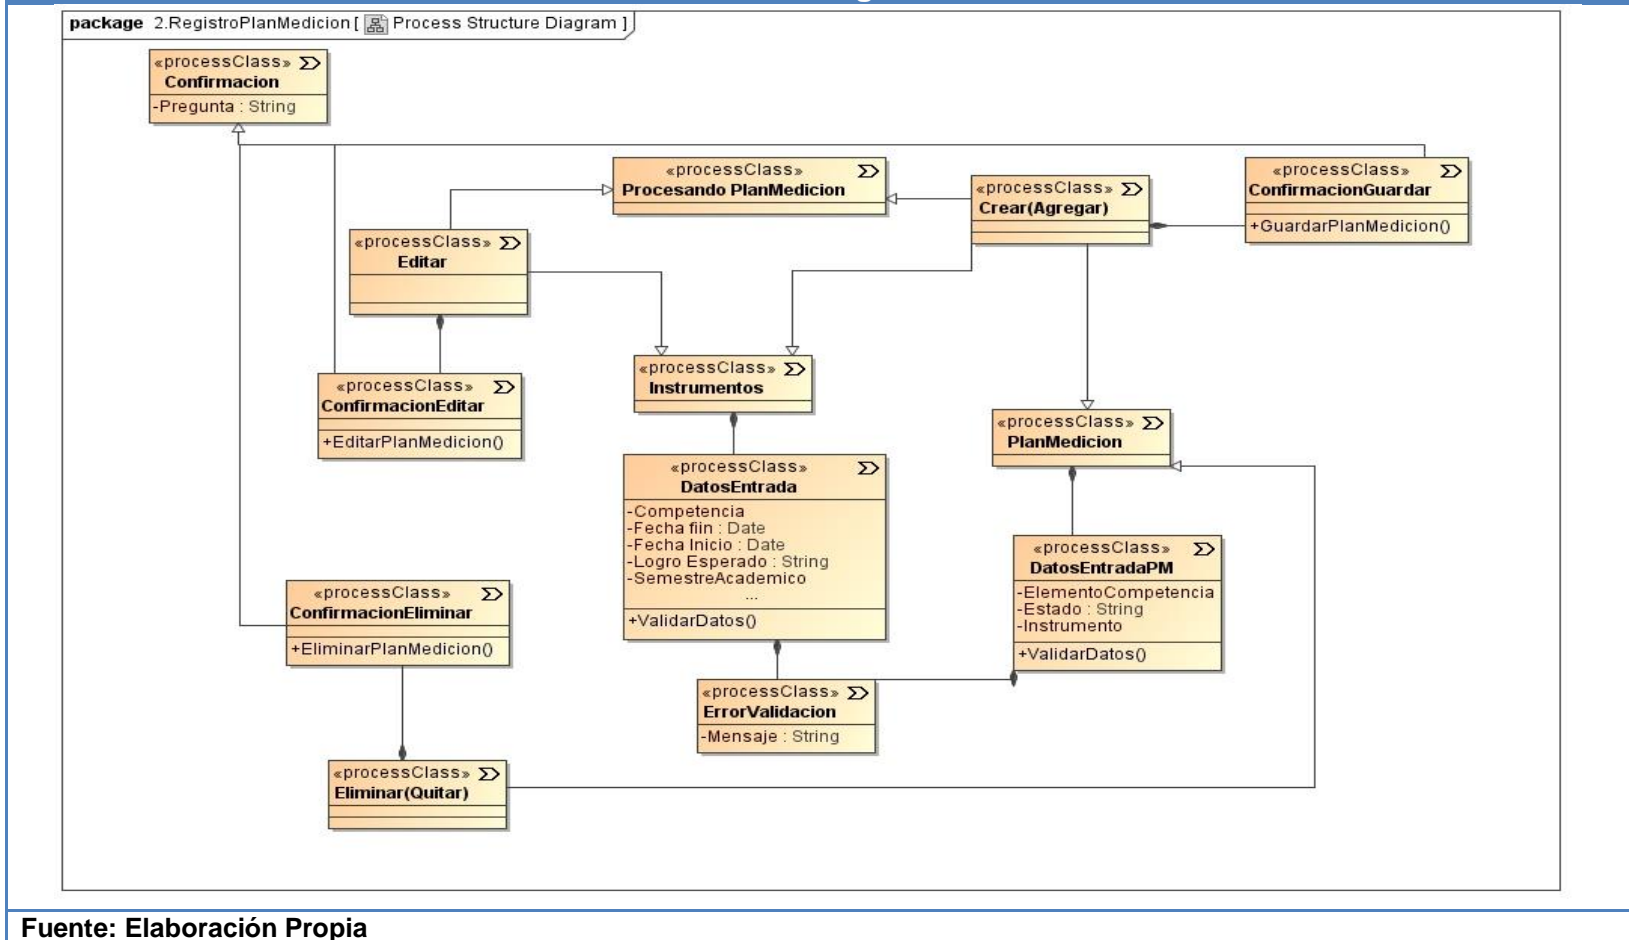 package 2.RegistroPlanMedicion [ Process Structure Diagram ]
«processClass»
Confirmacion
-Pregunta : String
«processClass»
Procesando PlanMedicion
«processClass»
Crear(Agregar)
«processClass»
ConfirmacionGuardar
+GuardarPlanMedicion()
«processClass»
Editar
«processClass»
ConfirmacionEditar
+EditarPlanMedicion()
«processClass»
Instrumentos
«processClass»
PlanMedicion
«processClass»
DatosEntrada
-Competencia
-Fecha fiin : Date
-Fecha Inicio : Date
-Logro Esperado : String
-SemestreAcademico
...
+ValidarDatos()
«processClass»
DatosEntradaPM
-ElementoCompetencia
-Estado : String
-Instrumento
+ValidarDatos()
«processClass»
ConfirmacionEliminar
+EliminarPlanMedicion()
«processClass»
ErrorValidacion
-Mensaje : String
«processClass»
Eliminar(Quitar)
Fuente: Elaboración Propia